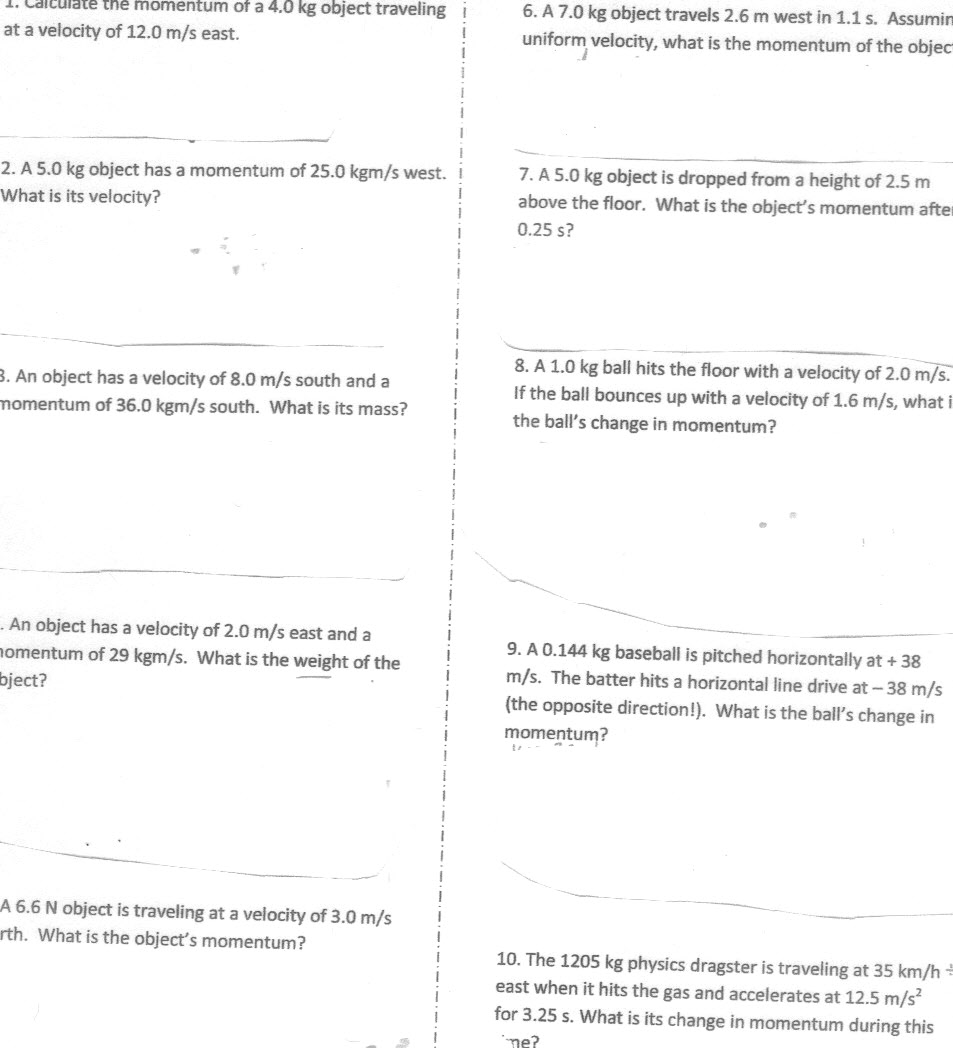 1. Calculate the momentum of a 4.0 kg object traveling
at a velocity of 12.0 m/s east.
2. A 5.0 kg object has a momentum of 25.0 kgm/s west.
What is its velocity?
3. An object has a velocity of 8.0 m/s south and a
momentum of 36.0 kgm/s south. What is its mass?
. An object has a velocity of 2.0 m/s east and a
momentum of 29 kgm/s. What is the weight of the
bject?
A 6.6 N object is traveling at a velocity of 3.0 m/s
rth. What is the object's momentum?
6. A 7.0 kg object travels 2.6 m west in 1.1 s. Assumin
uniform velocity, what is the momentum of the objec
7. A 5.0 kg object is dropped from a height of 2.5 m
above the floor. What is the object's momentum after
0.25 s?
8. A 1.0 kg ball hits the floor with a velocity of 2.0 m/s.
If the ball bounces up with a velocity of 1.6 m/s, what i
the ball's change in momentum?
9. A 0.144 kg baseball is pitched horizontally at + 38
m/s. The batter hits a horizontal line drive at – 38 m/s
(the opposite direction!). What is the ball's change in
momentum?
10. The 1205 kg physics dragster is traveling at 35 km/h
east when it hits the gas and accelerates at 12.5 m/s²
for 3.25 s. What is its change in momentum during this
me?